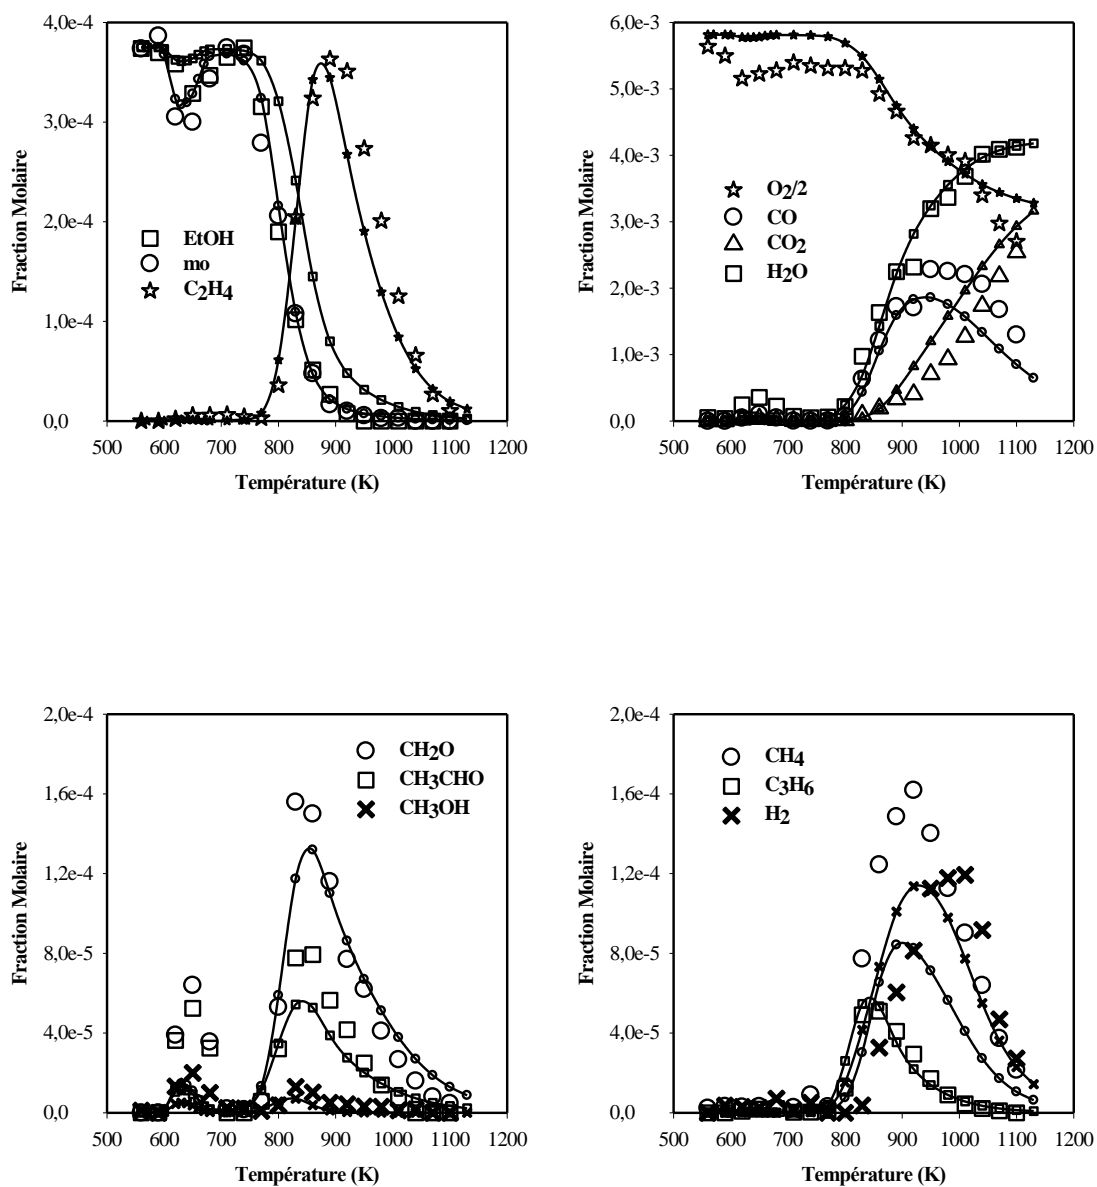 4,0e-4
3,0e-4
2,0e-4
1,0e-4
0,0
Fraction Molaire
EtOH
mo
C₂H₄
500 600 700 800 900 1000 1100 1200
Température (K)
6,0e-3
5,0e-3
4,0e-3
3,0e-3
2,0e-3
1,0e-3
0,0
Fraction Molaire
O₂/2
CO
CO₂
H₂O
500 600 700 800 900 1000 1100 1200
Température (K)
2,0e-4
1,6e-4
1,2e-4
8,0e-5
4,0e-5
0,0
Fraction Molaire
CH2O
CH3CHO
CH3OH
500 600 700 800 900 1000 1100 1200
Température (K)
2,0e-4
1,6e-4
1,2e-4
8,0e-5
4,0e-5
0,0
Fraction Molaire
CH4
C3H6
H2
500 600 700 800 900 1000 1100 1200
Température (K)